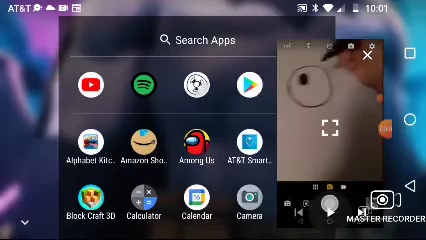 AT&T 10:01
Search Apps
Alphabet Kitc.. Amazon Sho.. Among Us AT&T Smart..
Block Craft 3D Calculator Calendar Camera
MASTER RECORDER